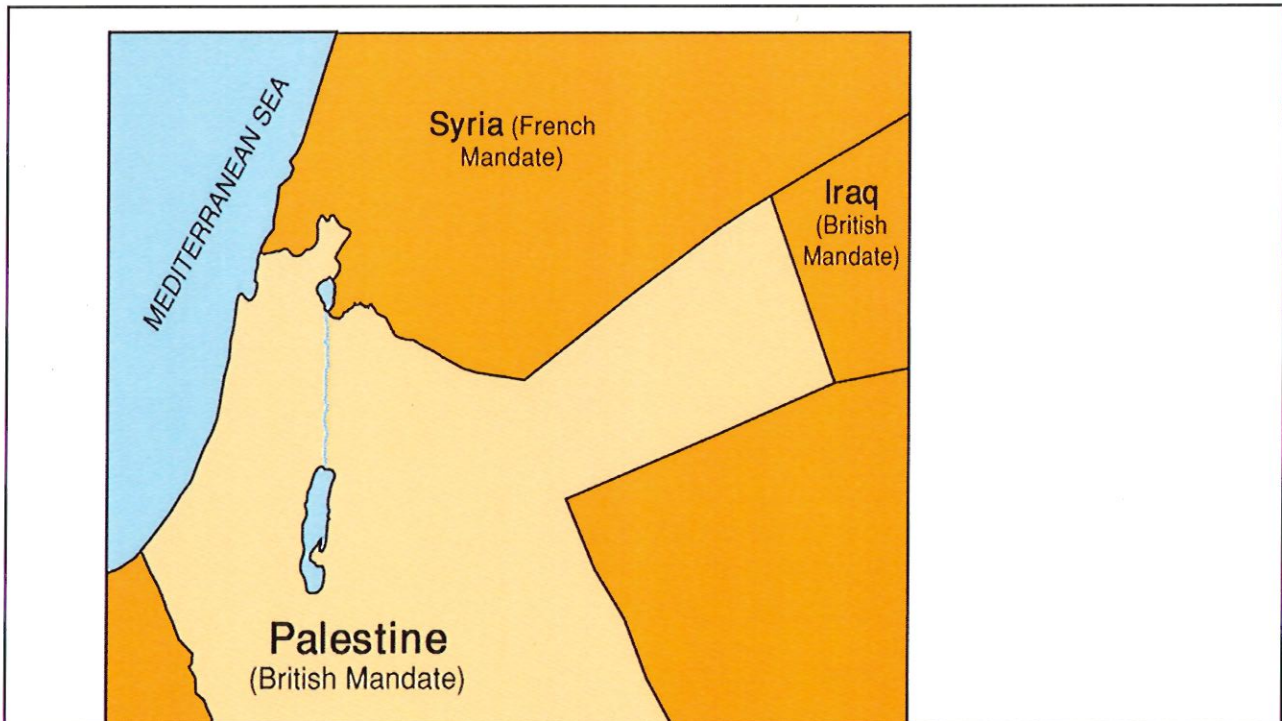 MEDITERRANEAN SEA
Syria (French
Mandate)
Iraq
(British
Mandate)
Palestine
(British Mandate)